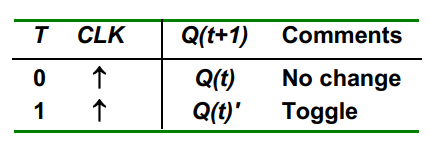 T CLK Q(t+1) Comments
0 ↑ Q(t) No change
1 ↑ Q(t)' Toggle